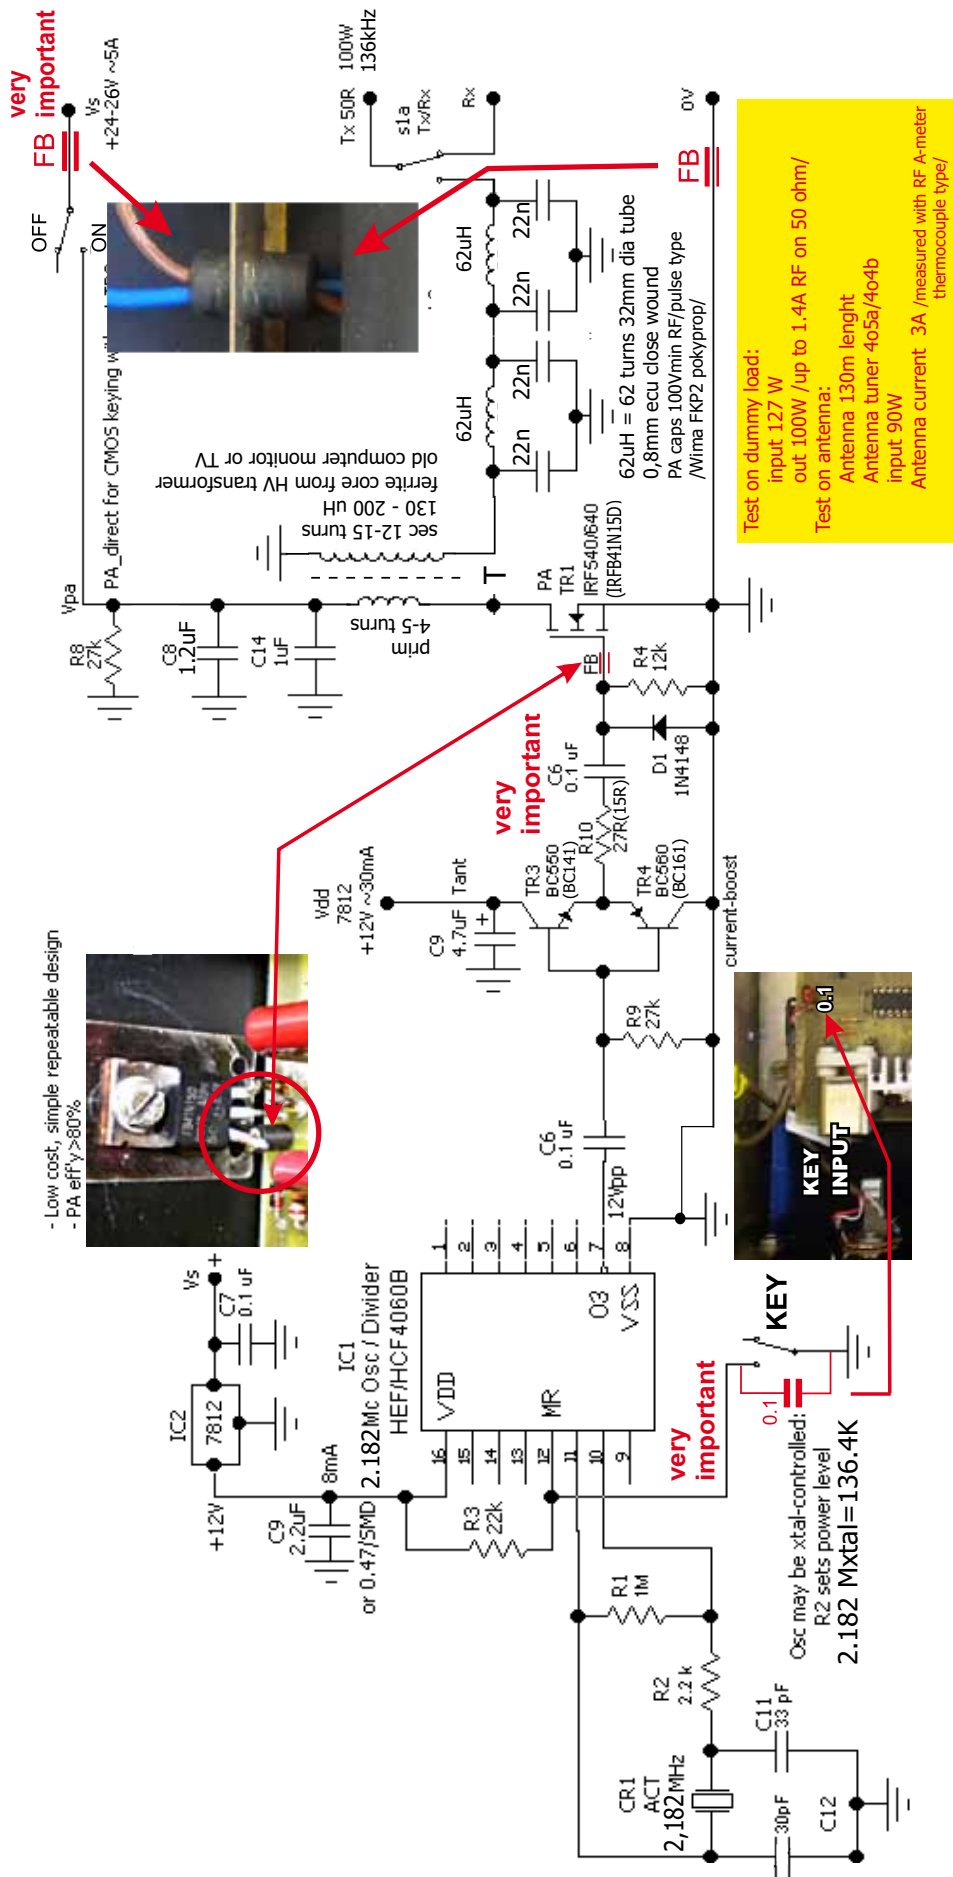 - Low cost, simple repeatable design
- PA eff'y >80%
very
important
Vs
+24-26V ~5A
FB
OFF
ON
PA_direct for CMOS keying
Vpa
R8
27k
C8
1.2uF
C14
1uF
prim
4-5 turns
sec 12-15 turns
130 - 200 uH
ferrite core from HV transformer
old computer monitor or TV
T
PA
TR1
IRF540/640
(IRFB41N15D)
62uH
62uH
22n
22n
22n
22n
62uH = 62 turns 32mm dia tube
0,8mm ecu close wound
PA caps 100Vmin RF/pulse type
/Wima FKP2 pokyprop/
100W
136kHz
Tx 50R
s1a
Tx/Rx
Rx
0V
FB
Test on dummy load:
input 127 W
out 100W /up to 1.4A RF on 50 ohm/
Test on antenna:
Antenna 130m lenght
Antenna tuner 4o5a/4o4b
input 90W
Antenna current 3A /measured with RF A-meter
thermocouple type/
FB
R4
12k
D1
1N4148
C6
0.1 uF
very
important
R10
27R(15R)
Vdd
7812
+12V ~30mA
Tant
C9
4.7uF
+
TR3
BC550
(BC141)
TR4
BC560
(BC161)
current-boost
R9
27k
C6
0.1 uF
12Vpp
Vs
+
C7
0.1 uF
IC2
7812
+12V
C9
2.2uF
or 0.47/SMD
8mA
IC1
2.182Mc Osc / Divider
HEF/HCF4060B
VDD
MR
O3
VSS
1
2
3
4
5
6
7
8
16
15
14
13
12
11
10
9
R3
22k
R1
1M
R2
2.2 k
CR1
ACT
2,182MHz
C11
33 pF
30pF
C12
very
important
0.1
KEY
KEY
INPUT
0.1
Osc may be xtal-controlled:
R2 sets power level
2.182 Mxtal=136.4K